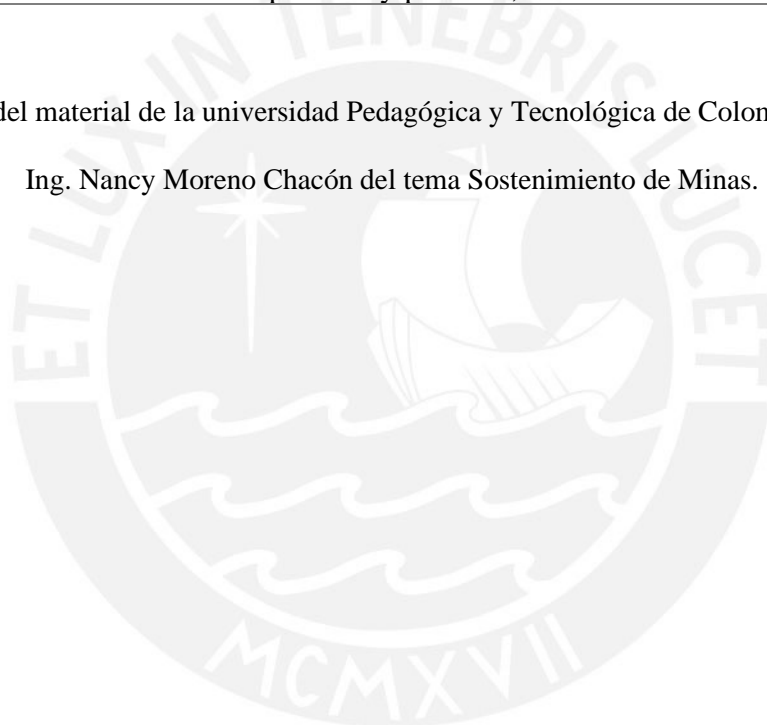 del material de la universidad Pedagógica y Tecnológica de Colom
Ing. Nancy Moreno Chacón del tema Sostenimiento de Minas.
ET LUX IN TENEBRIS LUCET
MCMXVII